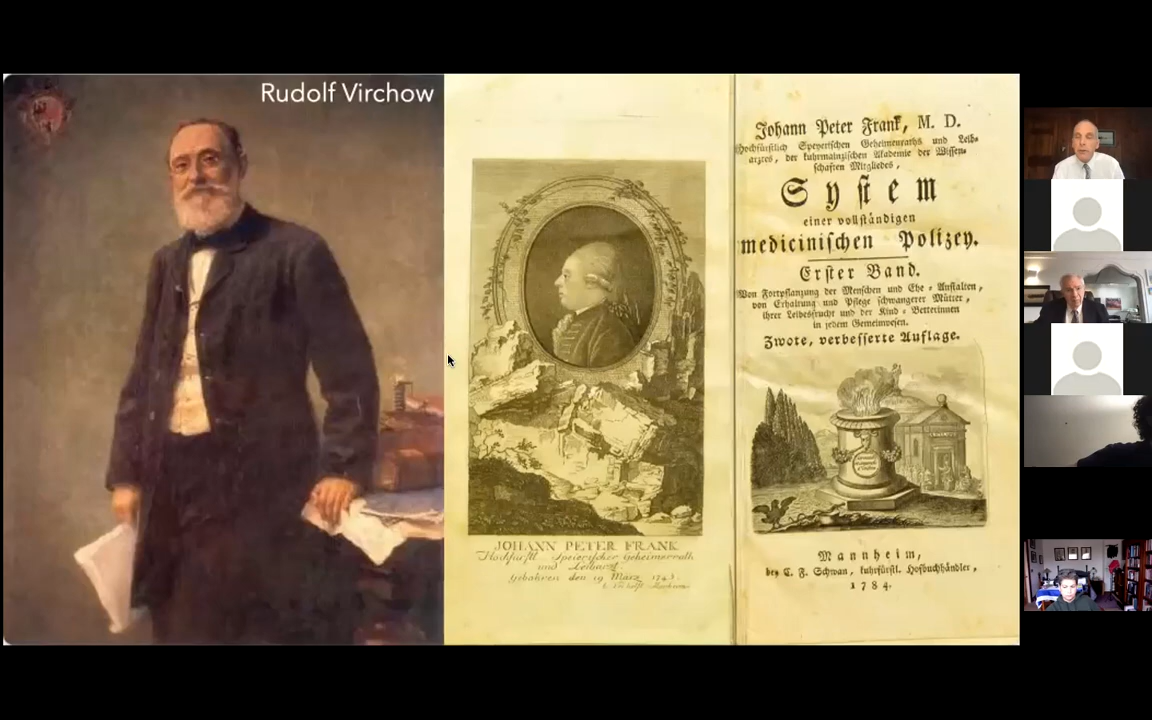 Rudolf Virchow
JOHANN PETER FRANK
Hochfürstl. Speierischer Geheimerrath
und Leibarzt
Gebohren den 19 März 1745.
Johann Peter Frank, M. D.
Hochfürstlich Speyerischen Geheimenraths und Leib-
arztes, der kuhrmainzischen Akademie der Wissen-
schaften Mitgliedes,
System
einer vollständigen
medicinischen Polizey.
Erster Band.
Von Fortpflanzung der Menschen und Ehe-Anstalten,
von Erhaltung und Pflege schwangerer Mütter,
ihrer Leibesfrucht und der Kind-Betterinnen
in jedem Gemeinwesen.
Zwote, verbesserte Auflage.
Mannheim,
bey C. F. Schwan, kuhrfürstl. Hofbuchhändler,
1784.